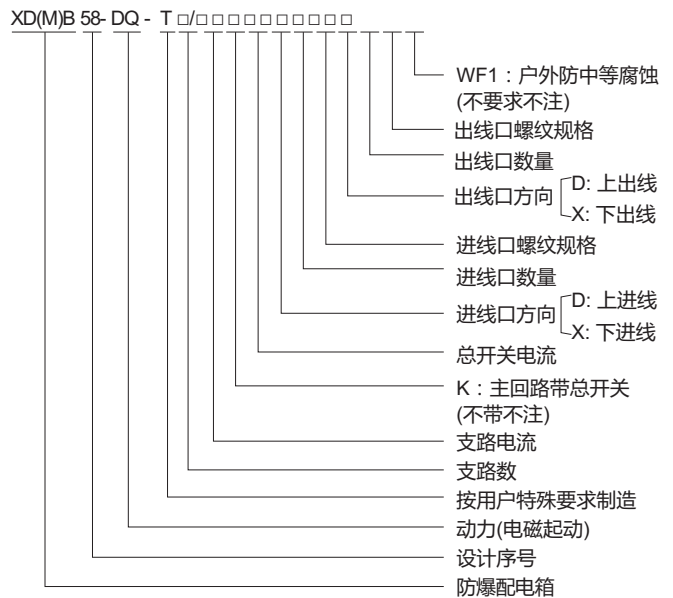 XD(M)B 58- DQ - T □/□ □ □ □ □ □ □ □ □ □
WF1：户外防中等腐蚀
(不要求不注)
出线口螺纹规格
出线口数量
出线口方向
D: 上出线
X: 下出线
进线口螺纹规格
进线口数量
进线口方向
D: 上进线
X: 下进线
总开关电流
K：主回路带总开关
(不带不注)
支路电流
支路数
按用户特殊要求制造
动力(电磁起动)
设计序号
防爆配电箱